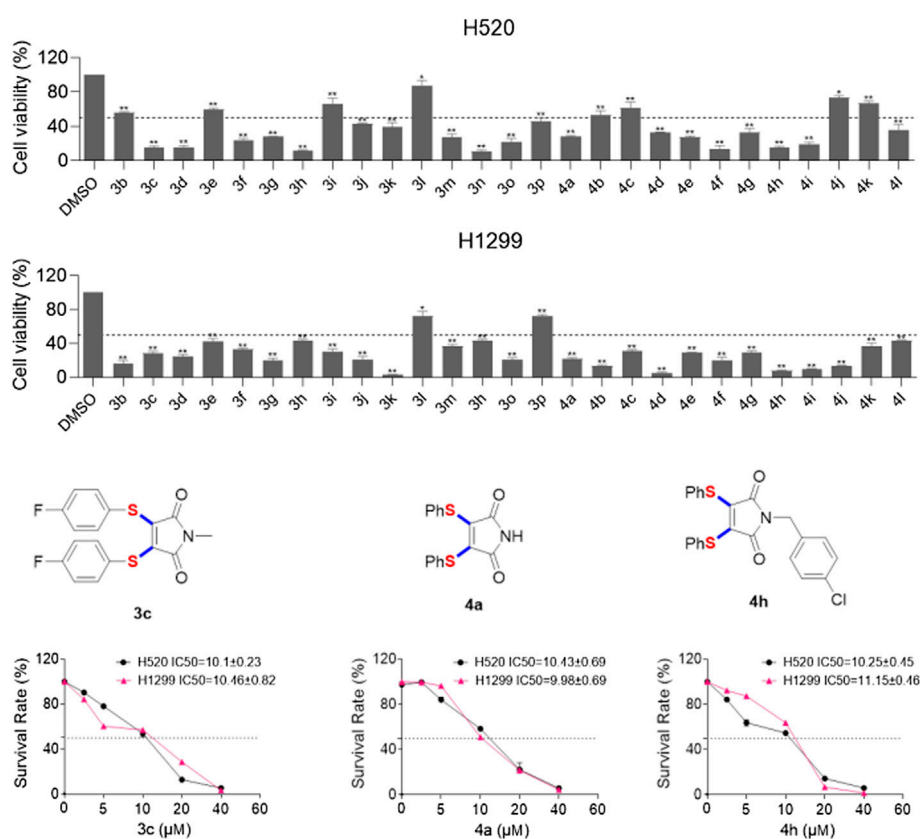 H520
Cell viability (%)
120
80
40
0
** ** ** ** ** ** ** ** ** ** * ** ** ** ** ** ** ** ** ** ** ** ** ** * ** **
DMSO 3b 3c 3d 3e 3f 3g 3h 3i 3j 3k 3l 3m 3n 3o 3p 4a 4b 4c 4d 4e 4f 4g 4h 4i 4j 4k 4l
H1299
Cell viability (%)
120
80
40
0
** ** ** ** ** ** ** ** ** ** * ** ** ** ** ** ** ** ** ** ** ** ** ** ** ** **
DMSO 3b 3c 3d 3e 3f 3g 3h 3i 3j 3k 3l 3m 3h 3o 3p 4a 4b 4c 4d 4e 4f 4g 4h 4i 4j 4k 4l
F S O N O S F
3c
PhS O NH O PhS
4a
PhS O N O PhS Cl
4h
Survival Rate (%)
120
80
40
0
H520 IC50=10.1±0.23
H1299 IC50=10.46±0.82
0 5 10 20 40 60
3c (μM)
Survival Rate (%)
120
80
40
0
H520 IC50=10.43±0.69
H1299 IC50=9.98±0.69
0 5 10 20 40 60
4a (μM)
Survival Rate (%)
120
80
40
0
H520 IC50=10.25±0.45
H1299 IC50=11.15±0.46
0 5 10 20 40 60
4h (μM)